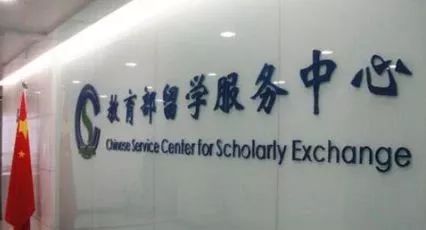 教育部留学服务中心
Chinese Service Center for Scholarly Exchange